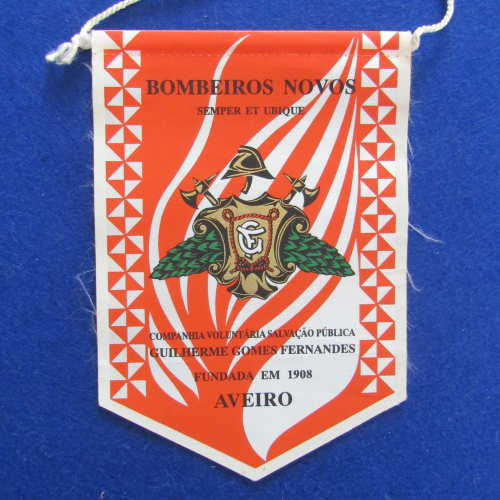 BOMBEIROS NOVOS
SEMPER ET UBIQUE
COMPANHIA VOLUNTÁRIA SALVAÇÃO PÚBLICA
GUILHERME GOMES FERNANDES
FUNDADA EM 1908
AVEIRO